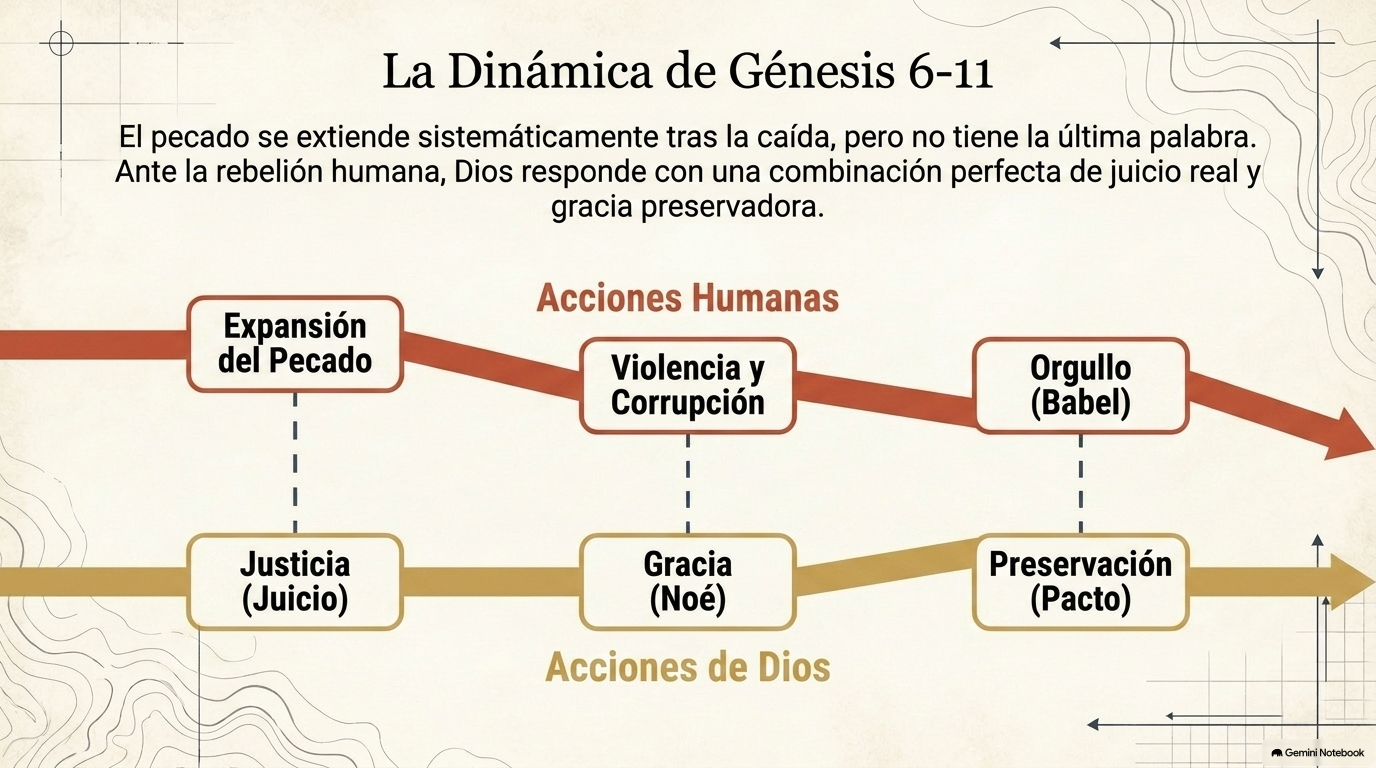 La Dinámica de Génesis 6-11
El pecado se extiende sistemáticamente tras la caída, pero no tiene la última palabra.
Ante la rebelión humana, Dios responde con una combinación perfecta de juicio real y
gracia preservadora.
Acciones Humanas
Expansión
del Pecado
Violencia y
Corrupción
Orgullo
(Babel)
Justicia
(Juicio)
Gracia
(Noé)
Preservación
(Pacto)
Acciones de Dios
Gemini Notebook